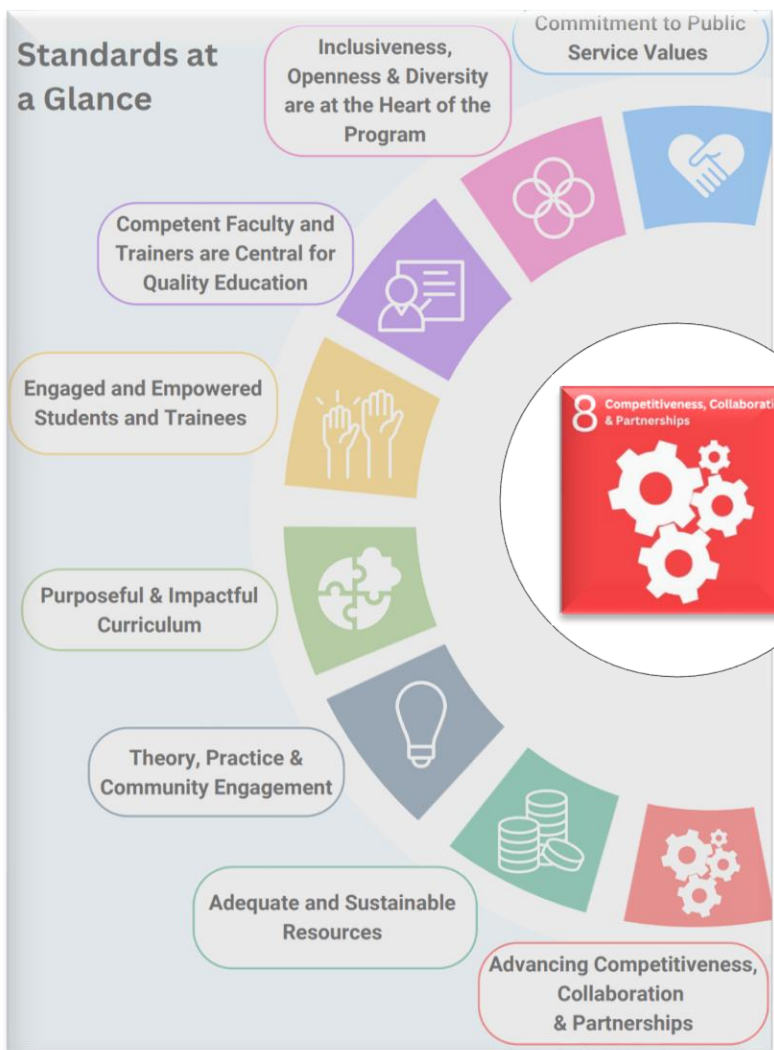 Standards at
a Glance
Commitment to Public
Service Values
Inclusiveness,
Openness & Diversity
are at the Heart of the
Program
Competent Faculty and
Trainers are Central for
Quality Education
Engaged and Empowered
Students and Trainees
8 Competitiveness, Collaborati
& Partnerships
Purposeful & Impactful
Curriculum
Theory, Practice &
Community Engagement
Adequate and Sustainable
Resources
Advancing Competitiveness,
Collaboration
& Partnerships